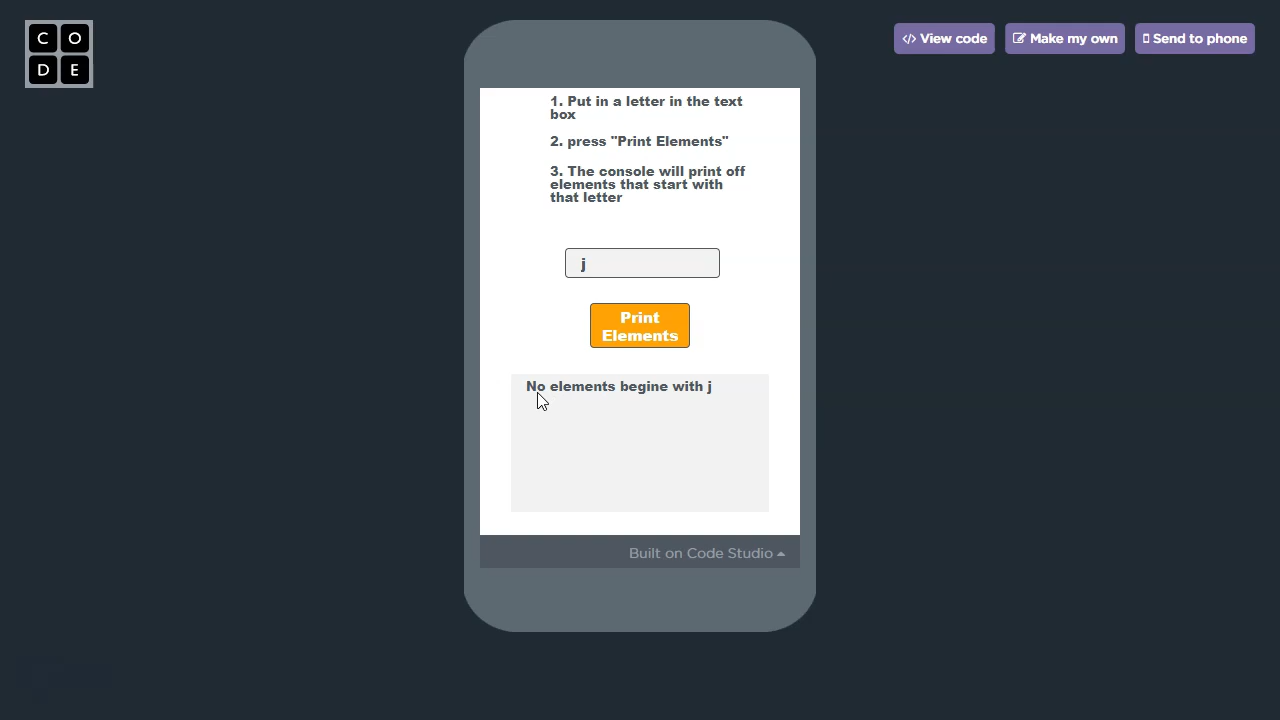 C O
D E
View code
Make my own
Send to phone
1. Put in a letter in the text
box
2. press "Print Elements"
3. The console will print off
elements that start with
that letter
j
Print
Elements
No elements begine with j
Built on Code Studio